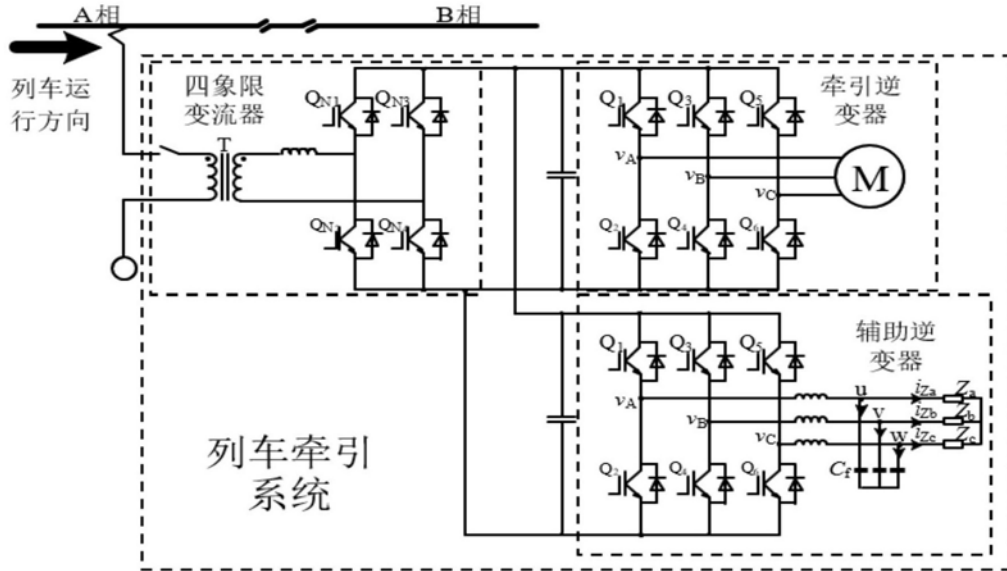 A相
B相
列车运
行方向
四象限
变流器
T
QN1
QN3
QN4
Q1
Q3
Q5
Q2
Q4
Q6
vA
vB
vC
M
牵引逆
变器
Q1
Q3
Q5
Q2
Q4
vA
vB
vC
辅助逆
变器
u
v
w
iZa
iZb
iZc
Za
Zb
Zc
Cf
列车牵引
系统